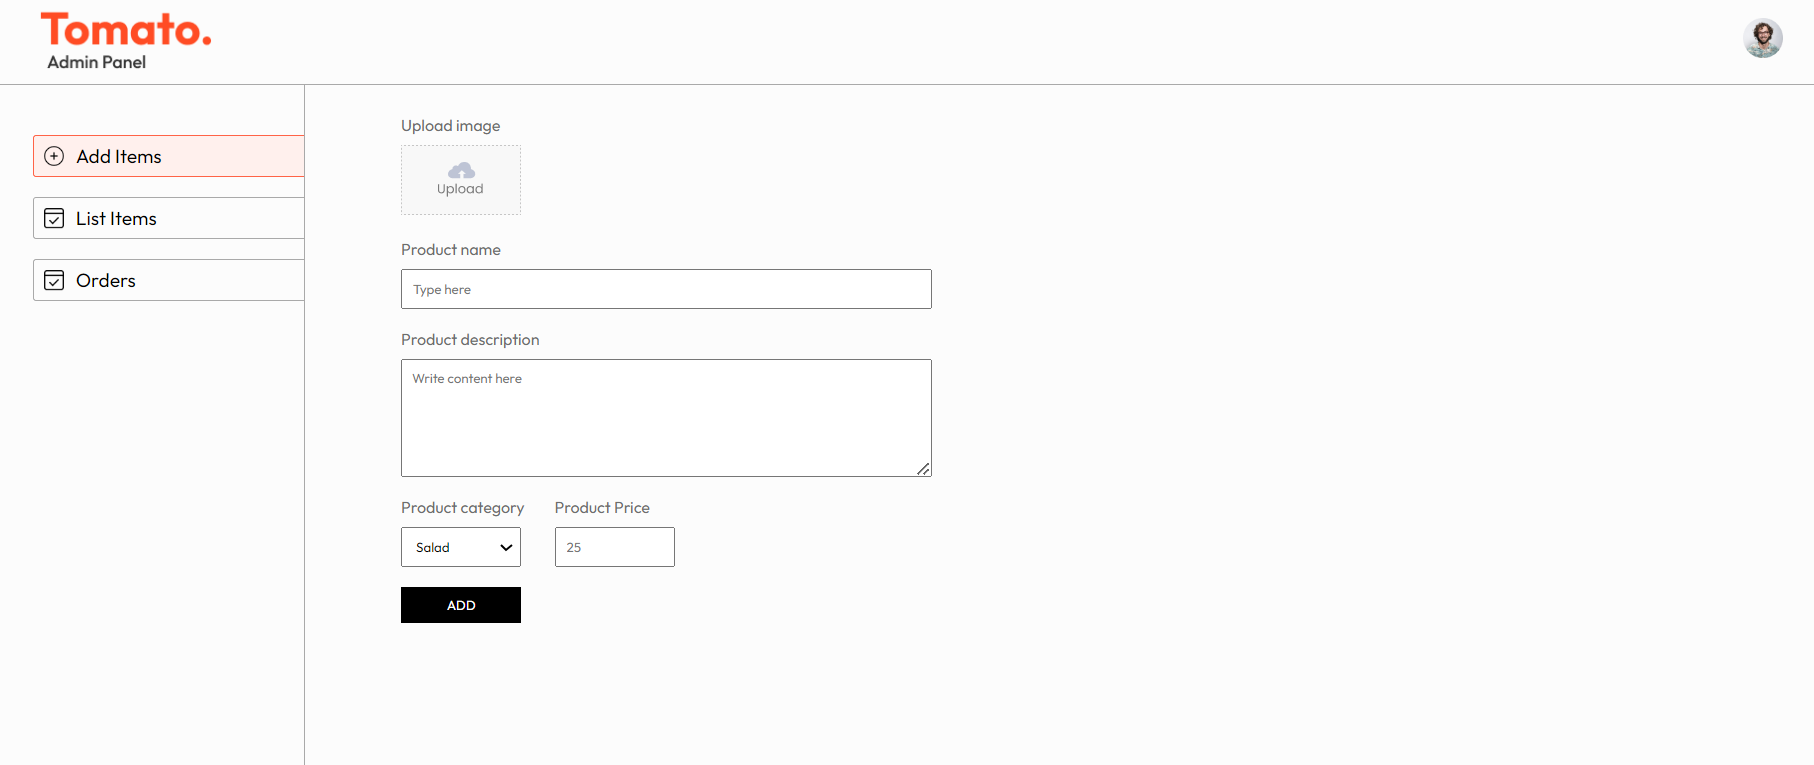 Tomato.
Admin Panel
Add Items
List Items
Orders
Upload image
Upload
Product name
Type here
Product description
Write content here
Product category
Product Price
Salad
25
ADD